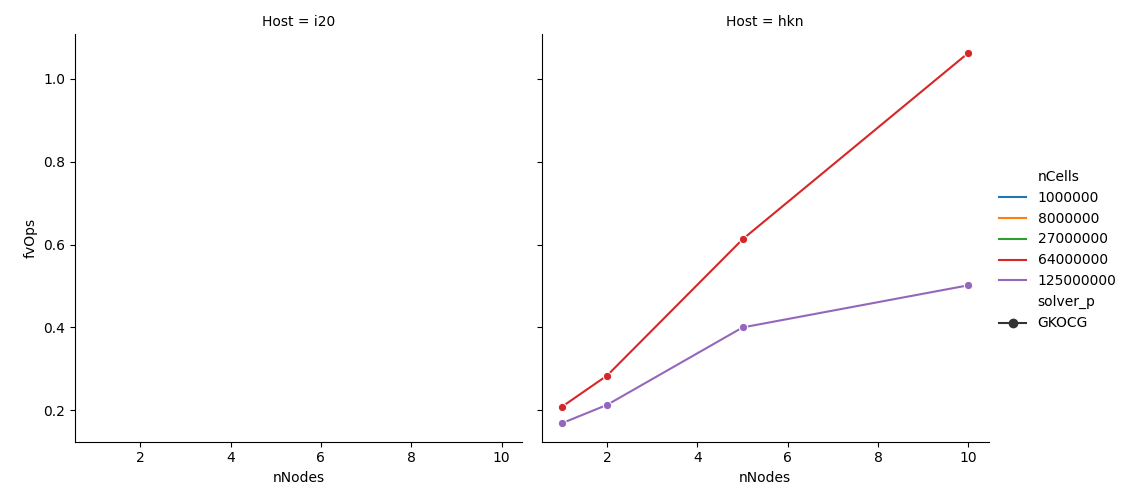 Host = i20
Host = hkn
1.0
0.8
0.6
0.4
0.2
fvOps
2 4 6 8 10
2 4 6 8 10
nNodes
nNodes
nCells
1000000
8000000
27000000
64000000
125000000
solver_p
GKOCG